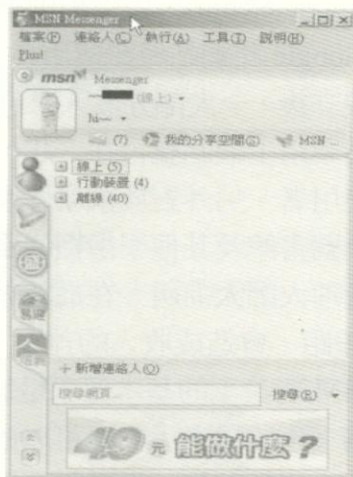 MSN Messenger
檔案(F) 連絡人(C) 執行(A) 工具(T) 說明(H)
Plus!
msn Messenger
(線上)
(7) 我的分享空間(S) MSN ...
線上 (5)
行動裝置 (4)
離線 (40)
+ 新增連絡人(Q)
搜尋網頁... 搜尋(R)
49元 能做什麼?